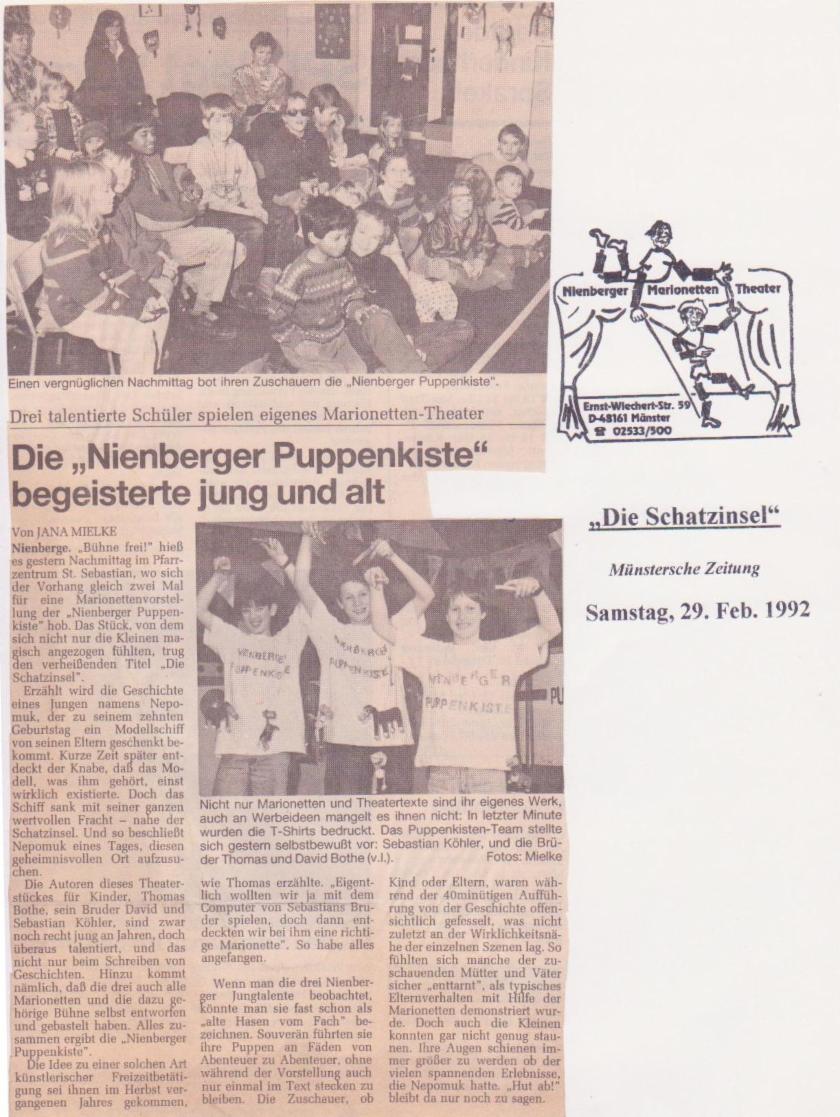 Einen vergnüglichen Nachmittag bot ihren Zuschauern die „Nienberger Puppenkiste".
Drei talentierte Schüler spielen eigenes Marionetten-Theater
Die „Nienberger Puppenkiste"
begeisterte jung und alt
Von JANA MIELKE
Nienberge. „Bühne frei!" hieß
es gestern Nachmittag im Pfarr-
zentrum St. Sebastian, wo sich
der Vorhang gleich zwei Mal
für eine Marionettenvorstel-
lung der „Nienberger Puppen-
kiste" hob. Das Stück, von dem
sich nicht nur die Kleinen ma-
gisch angezogen fühlten, trug
den verheißenden Titel „Die
Schatzinsel".
Erzählt wird die Geschichte
eines Jungen namens Nepo-
muk, der zu seinem zehnten
Geburtstag ein Modellschiff
von seinen Eltern geschenkt be-
kommt. Kurze Zeit später ent-
deckt der Knabe, daß das Mo-
dell, was ihm gehört, einst
wirklich existierte. Doch das
Schiff sank mit seiner ganzen
wertvollen Fracht – nahe der
Schatzinsel. Und so beschließt
Nepomuk eines Tages, diesen
geheimnisvollen Ort aufzusu-
chen.
Die Autoren dieses Theater-
stückes für Kinder, Thomas
Bothe, sein Bruder David und
Sebastian Köhler, sind zwar
noch recht jung an Jahren, doch
überaus talentiert, und das
nicht nur beim Schreiben von
Geschichten. Hinzu kommt
nämlich, daß die drei auch alle
Marionetten und die dazu ge-
hörige Bühne selbst entworfen
und gebastelt haben. Alles zu-
sammen ergibt die „Nienberger
Puppenkiste".
Die Idee zu einer solchen Art
künstlerischer Freizeitbetäti-
gung sei ihnen im Herbst ver-
gangenen Jahres gekommen,
NIENBERGER
PUPPENKISTE
NIENBERGER
PUPPENKISTE
NIENBERGER
PUPPENKISTE
PU
Nicht nur Marionetten und Theatertexte sind ihr eigenes Werk,
auch an Werbeideen mangelt es ihnen nicht: In letzter Minute
wurden die T-Shirts bedruckt. Das Puppenkisten-Team stellte
sich gestern selbstbewußt vor: Sebastian Köhler, und die Brü-
der Thomas und David Bothe (v.l.). Fotos: Mielke
wie Thomas erzählte. „Eigent-
lich wollten wir ja mit dem
Computer von Sebastians Bru-
der spielen, doch dann ent-
deckten wir bei ihm eine richti-
ge Marionette". So habe alles
angefangen.
Wenn man die drei Nienber-
ger Jungtalente beobachtet,
könnte man sie fast schon als
„alte Hasen vom Fach" be-
zeichnen. Souverän führten sie
ihre Puppen an Fäden von
Abenteuer zu Abenteuer, ohne
während der Vorstellung auch
nur einmal im Text stecken zu
bleiben. Die Zuschauer, ob
Kind oder Eltern, waren wäh-
rend der 40minütigen Auffüh-
rung von der Geschichte offen-
sichtlich gefesselt, was nicht
zuletzt an der Wirklichkeitsnä-
he der einzelnen Szenen lag. So
fühlten sich manche der zu-
schauenden Mütter und Väter
sicher „enttarnt", als typisches
Elternverhalten mit Hilfe der
Marionetten demonstriert wur-
de. Doch auch die Kleinen
konnten gar nicht genug stau-
nen. Ihre Augen schienen im-
mer größer zu werden ob der
vielen spannenden Erlebnisse,
die Nepomuk hatte. „Hut ab!"
bleibt da nur noch zu sagen.
Nienberger Marionetten Theater
Ernst-Wiechert-Str. 59
D-48161 Münster
☎ 02533/500
„Die Schatzinsel"
Münstersche Zeitung
Samstag, 29. Feb. 1992